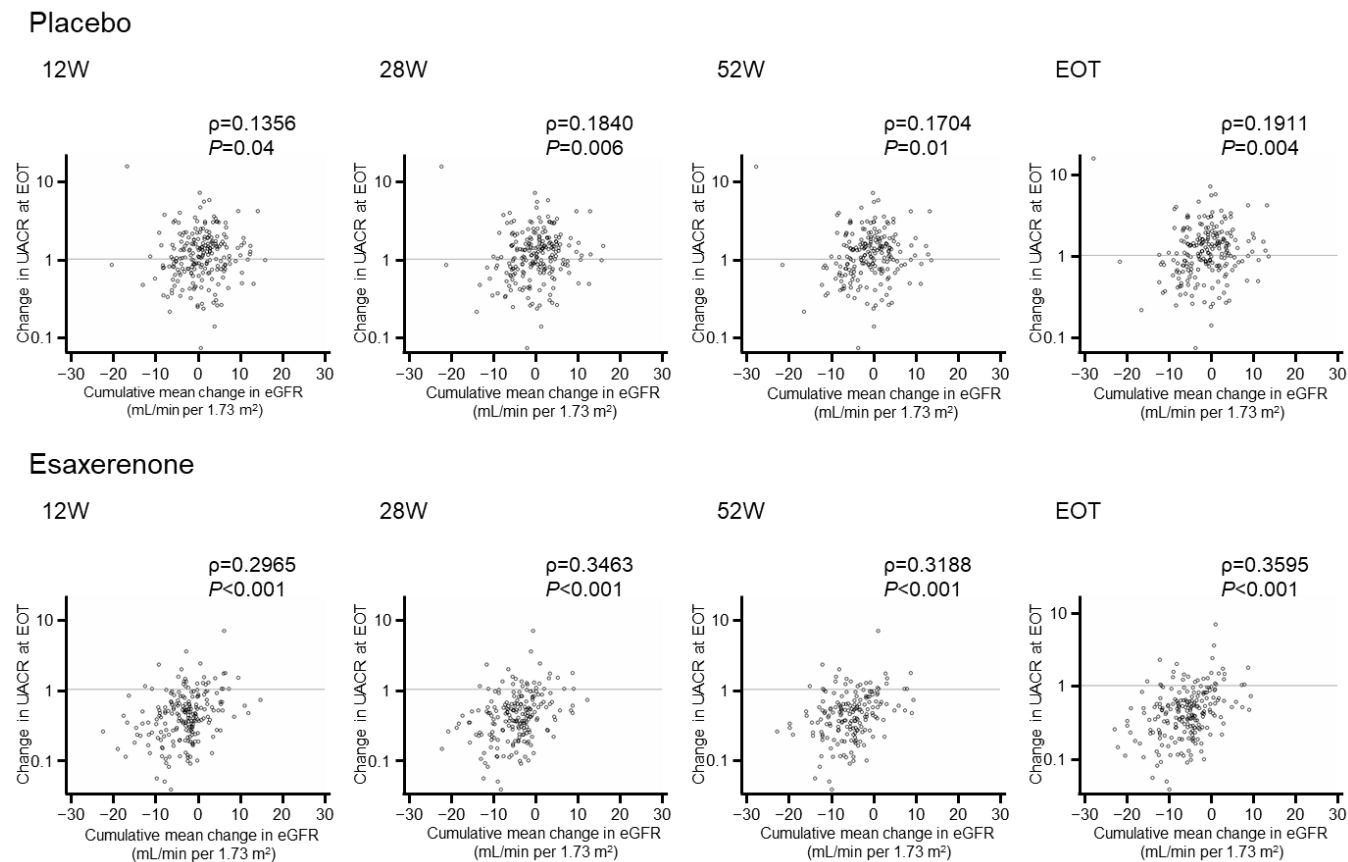 Placebo
12W
28W
52W
EOT
ρ=0.1356
P=0.04
ρ=0.1840
P=0.006
ρ=0.1704
P=0.01
ρ=0.1911
P=0.004
Change in UACR at EOT
10
1
0.1
−30 −20 −10 0 10 20 30
Cumulative mean change in eGFR
(mL/min per 1.73 m²)
Change in UACR at EOT
10
1
0.1
−30 −20 −10 0 10 20 30
Cumulative mean change in eGFR
(mL/min per 1.73 m²)
Change in UACR at EOT
10
1
0.1
−30 −20 −10 0 10 20 30
Cumulative mean change in eGFR
(mL/min per 1.73 m²)
Change in UACR at EOT
10
1
0.1
−30 −20 −10 0 10 20 30
Cumulative mean change in eGFR
(mL/min per 1.73 m²)
Esaxerenone
12W
28W
52W
EOT
ρ=0.2965
P<0.001
ρ=0.3463
P<0.001
ρ=0.3188
P<0.001
ρ=0.3595
P<0.001
Change in UACR at EOT
10
1
0.1
−30 −20 −10 0 10 20 30
Cumulative mean change in eGFR
(mL/min per 1.73 m²)
Change in UACR at EOT
10
1
0.1
−30 −20 −10 0 10 20 30
Cumulative mean change in eGFR
(mL/min per 1.73 m²)
Change in UACR at EOT
10
1
0.1
−30 −20 −10 0 10 20 30
Cumulative mean change in eGFR
(mL/min per 1.73 m²)
Change in UACR at EOT
10
1
0.1
−30 −20 −10 0 10 20 30
Cumulative mean change in eGFR
(mL/min per 1.73 m²)